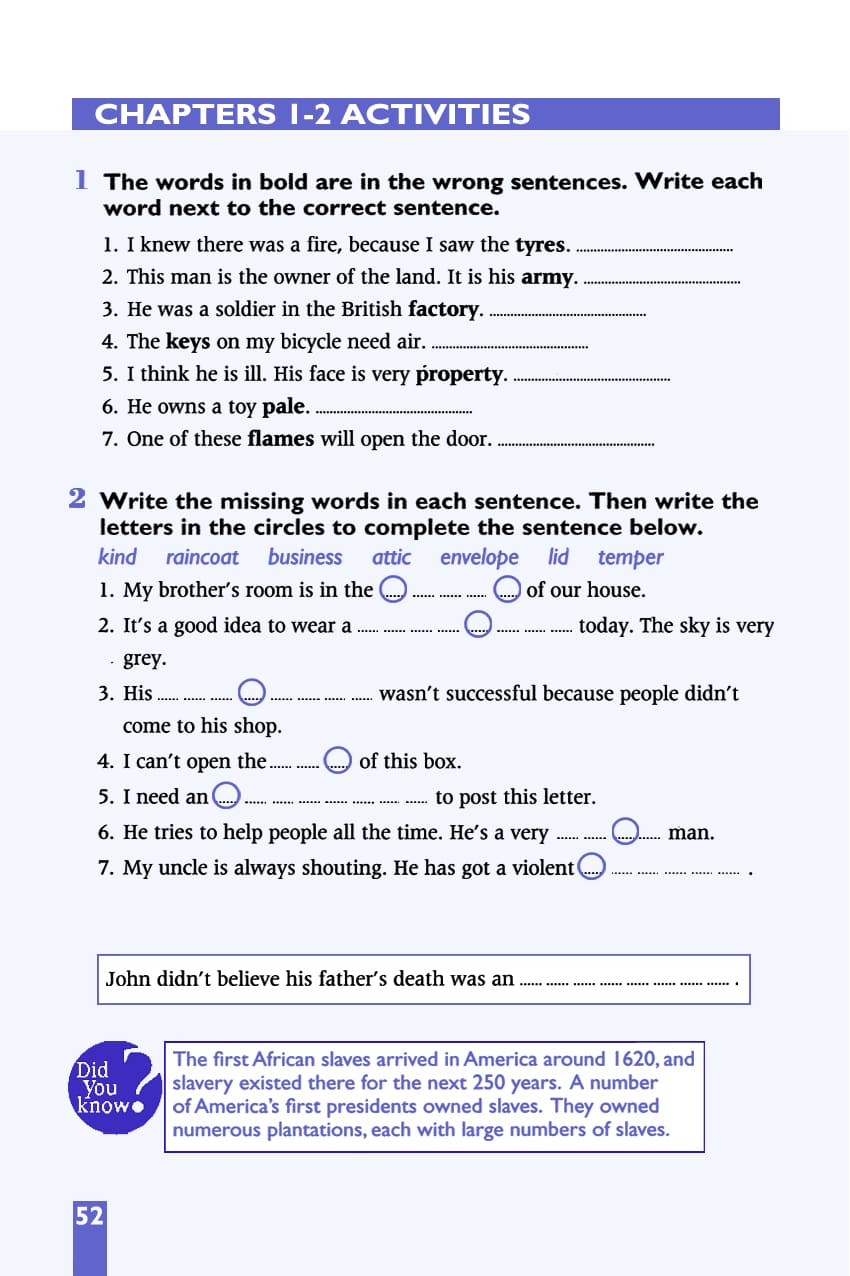 CHAPTERS 1-2 ACTIVITIES
1 The words in bold are in the wrong sentences. Write each
word next to the correct sentence.
1. I knew there was a fire, because I saw the tyres. ............................................
2. This man is the owner of the land. It is his army. ............................................
3. He was a soldier in the British factory. ............................................
4. The keys on my bicycle need air. ............................................
5. I think he is ill. His face is very property. ............................................
6. He owns a toy pale. ............................................
7. One of these flames will open the door. ............................................
2 Write the missing words in each sentence. Then write the
letters in the circles to complete the sentence below.
kind raincoat business attic envelope lid temper
1. My brother's room is in the ...... ...... ...... ...... ...... of our house.
2. It's a good idea to wear a ...... ...... ...... ...... ...... ...... ...... ...... today. The sky is very
grey.
3. His ...... ...... ...... ...... ...... ...... ...... ...... wasn't successful because people didn't
come to his shop.
4. I can't open the ...... ...... ...... of this box.
5. I need an ...... ...... ...... ...... ...... ...... ...... ...... to post this letter.
6. He tries to help people all the time. He's a very ...... ...... ...... ...... man.
7. My uncle is always shouting. He has got a violent ...... ...... ...... ...... ...... ...... .
John didn't believe his father's death was an ...... ...... ...... ...... ...... ...... ...... ...... .
Did
You
know?
The first African slaves arrived in America around 1620, and
slavery existed there for the next 250 years. A number
of America's first presidents owned slaves. They owned
numerous plantations, each with large numbers of slaves.
52